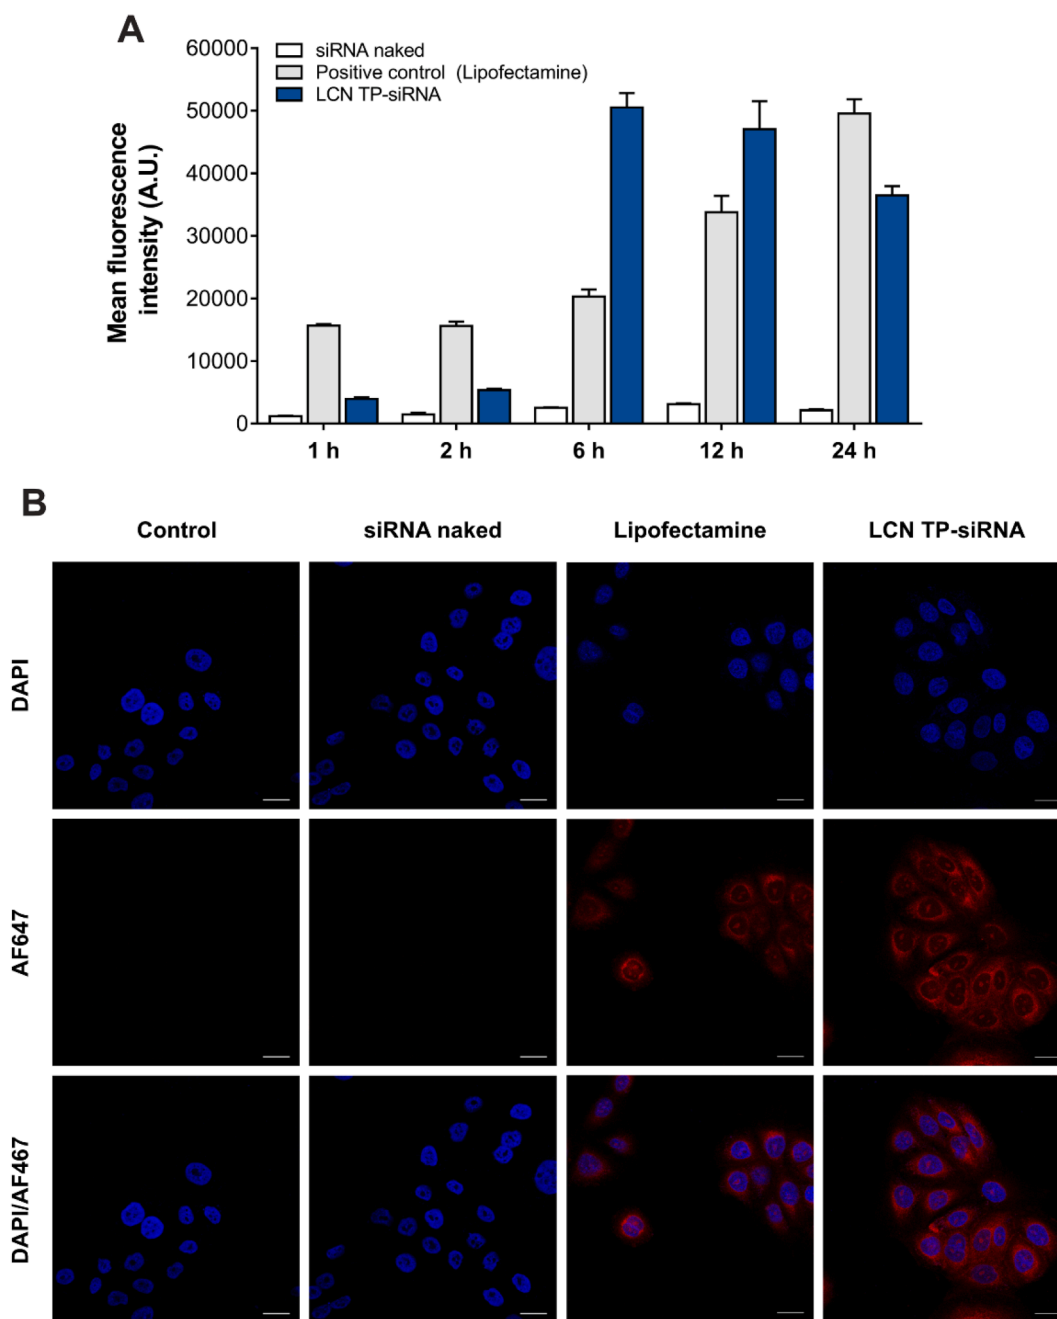 A
60000
50000
40000
30000
20000
10000
0
Mean fluorescence
intensity (A.U.)
siRNA naked
Positive control (Lipofectamine)
LCN TP-siRNA
1 h
2 h
6 h
12 h
24 h
B
Control
siRNA naked
Lipofectamine
LCN TP-siRNA
DAPI
AF647
DAPI/AF467